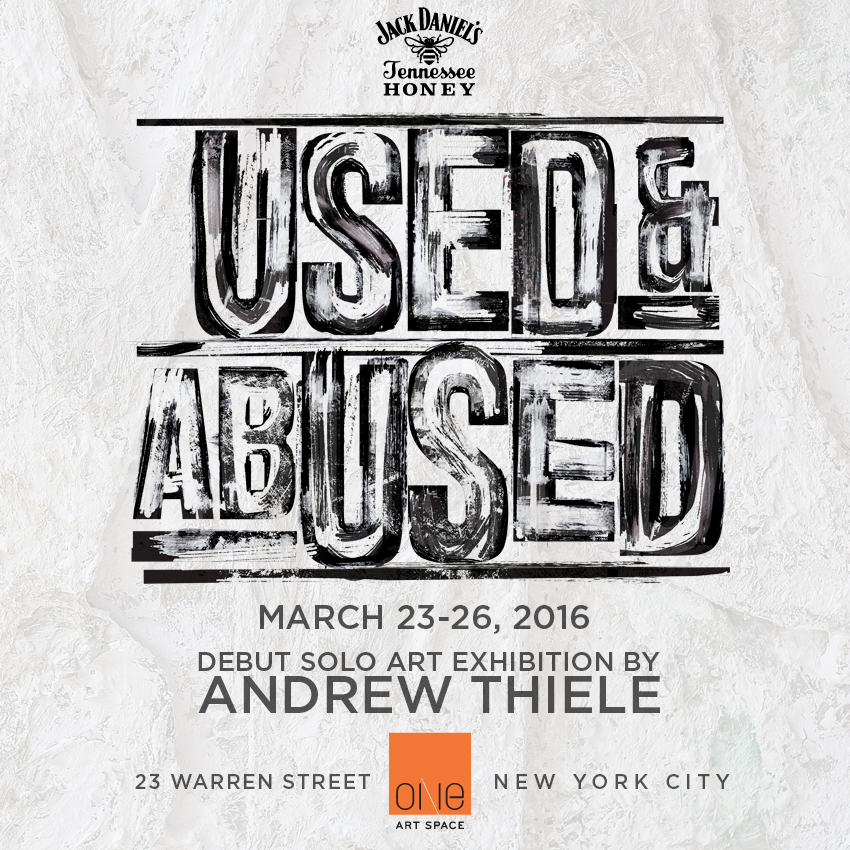 JACK DANIEL'S
Tennessee
HONEY
USED &
ABUSED
MARCH 23-26, 2016
DEBUT SOLO ART EXHIBITION BY
ANDREW THIELE
23 WARREN STREET
one
ART SPACE
NEW YORK CITY